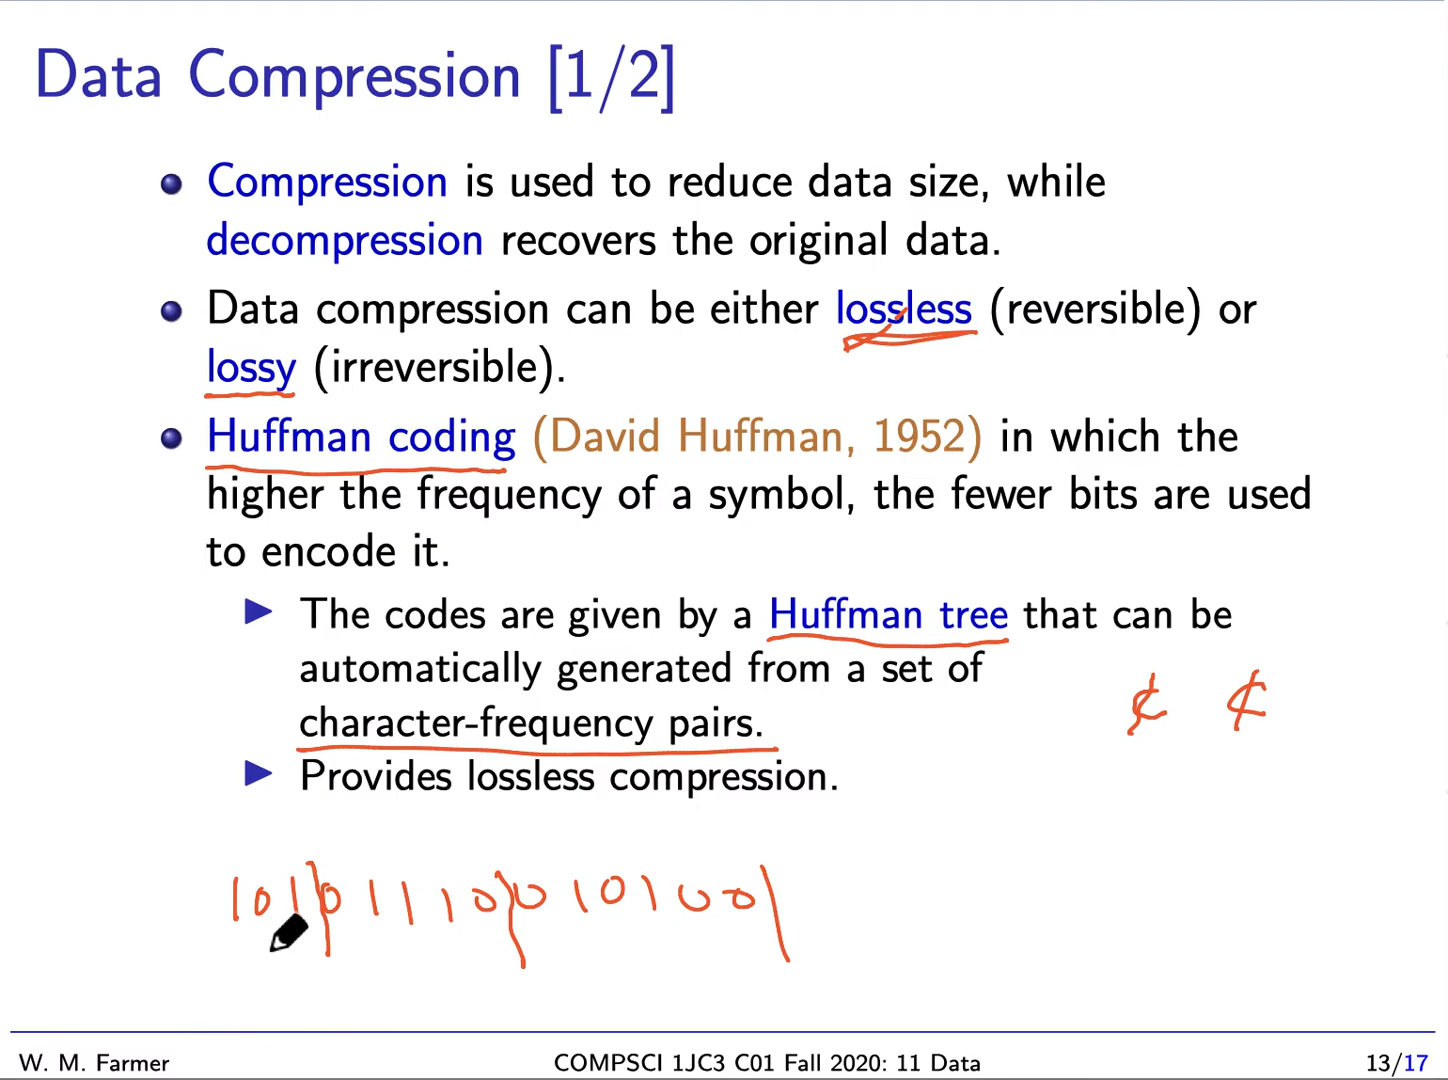 Data Compression [1/2]
Compression is used to reduce data size, while
decompression recovers the original data.
Data compression can be either lossless (reversible) or
lossy (irreversible).
Huffman coding (David Huffman, 1952) in which the
higher the frequency of a symbol, the fewer bits are used
to encode it.
The codes are given by a Huffman tree that can be
automatically generated from a set of
character-frequency pairs.
Provides lossless compression.
¢ ¢
101|01110|010100|
W. M. Farmer COMPSCI 1JC3 C01 Fall 2020: 11 Data 13/17